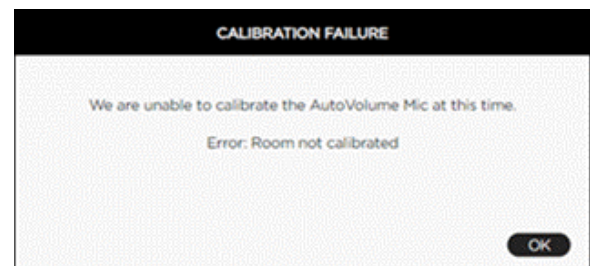 CALIBRATION FAILURE
We are unable to calibrate the AutoVolume Mic at this time.
Error: Room not calibrated
OK